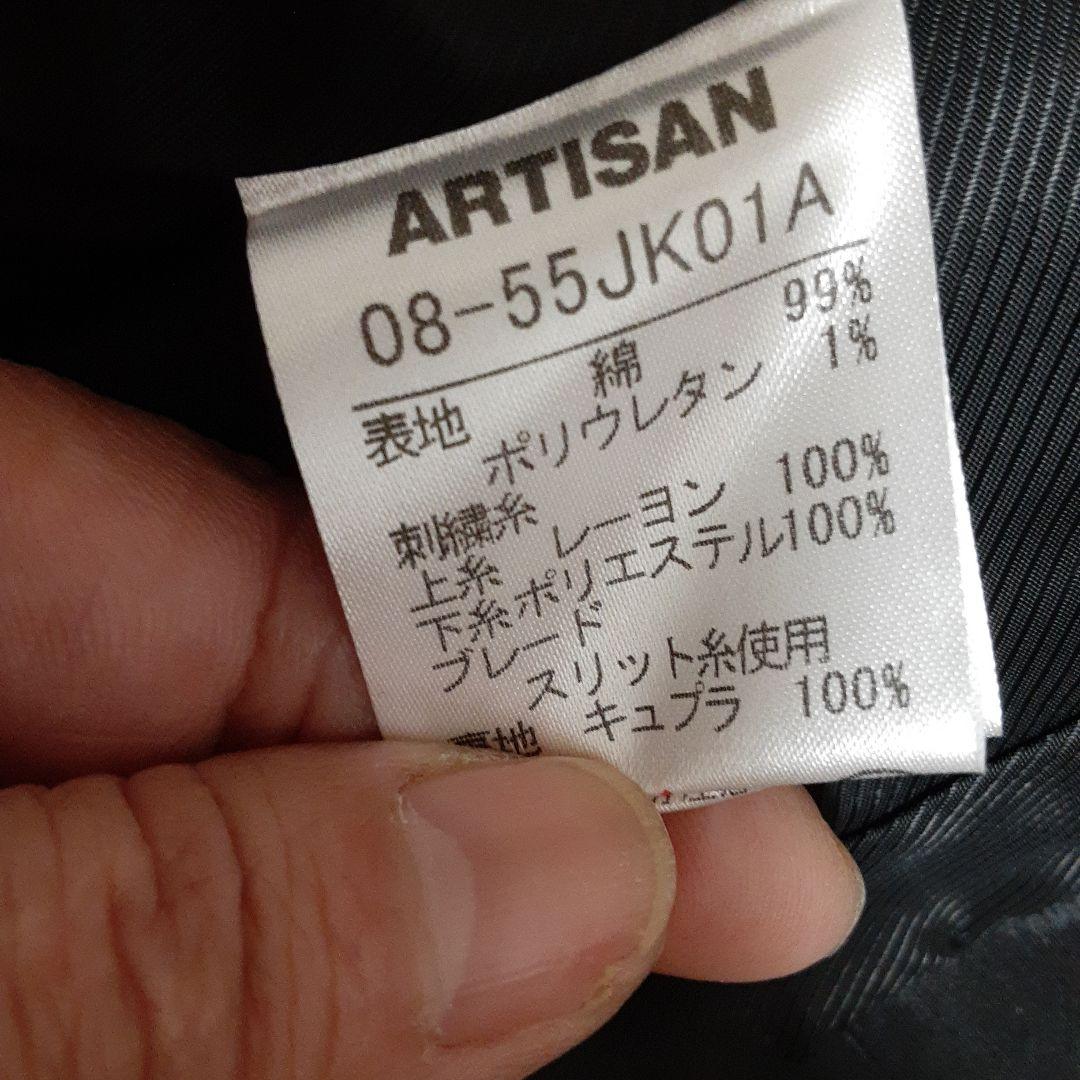 ARTISAN
08-55JK01A
表地 綿 99%
ポリウレタン 1%
刺繍糸
上糸 レーヨン 100%
下糸ポリエステル100%
ブレード
スリット糸使用
裏地 キュプラ 100%